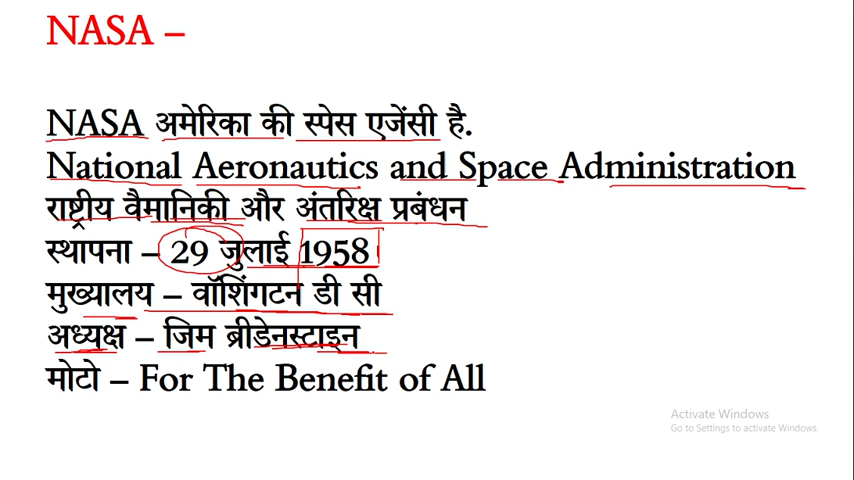 NASA –
NASA अमेरिका की स्पेस एजेंसी है.
National Aeronautics and Space Administration
राष्ट्रीय वैमानिकी और अंतरिक्ष प्रबंधन
स्थापना – 29 जुलाई 1958
मुख्यालय – वॉशिंगटन डी सी
अध्यक्ष – जिम ब्रीडेनस्टाइन
मोटो – For The Benefit of All
Activate Windows
Go to Settings to activate Windows.